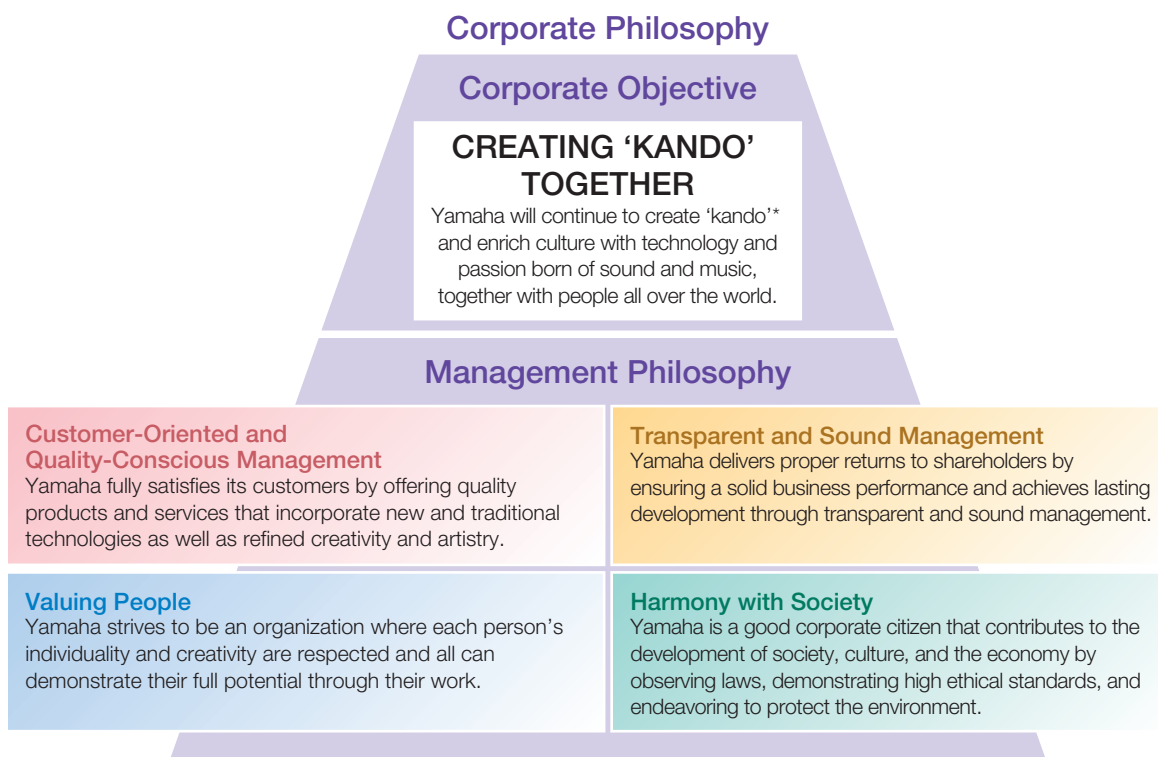 Corporate Philosophy
Corporate Objective
CREATING ‘KANDO’
TOGETHER
Yamaha will continue to create ‘kando’*
and enrich culture with technology and
passion born of sound and music,
together with people all over the world.
Management Philosophy
Customer-Oriented and
Quality-Conscious Management
Yamaha fully satisfies its customers by offering quality
products and services that incorporate new and traditional
technologies as well as refined creativity and artistry.
Transparent and Sound Management
Yamaha delivers proper returns to shareholders by
ensuring a solid business performance and achieves lasting
development through transparent and sound management.
Valuing People
Yamaha strives to be an organization where each person’s
individuality and creativity are respected and all can
demonstrate their full potential through their work.
Harmony with Society
Yamaha is a good corporate citizen that contributes to the
development of society, culture, and the economy by
observing laws, demonstrating high ethical standards, and
endeavoring to protect the environment.